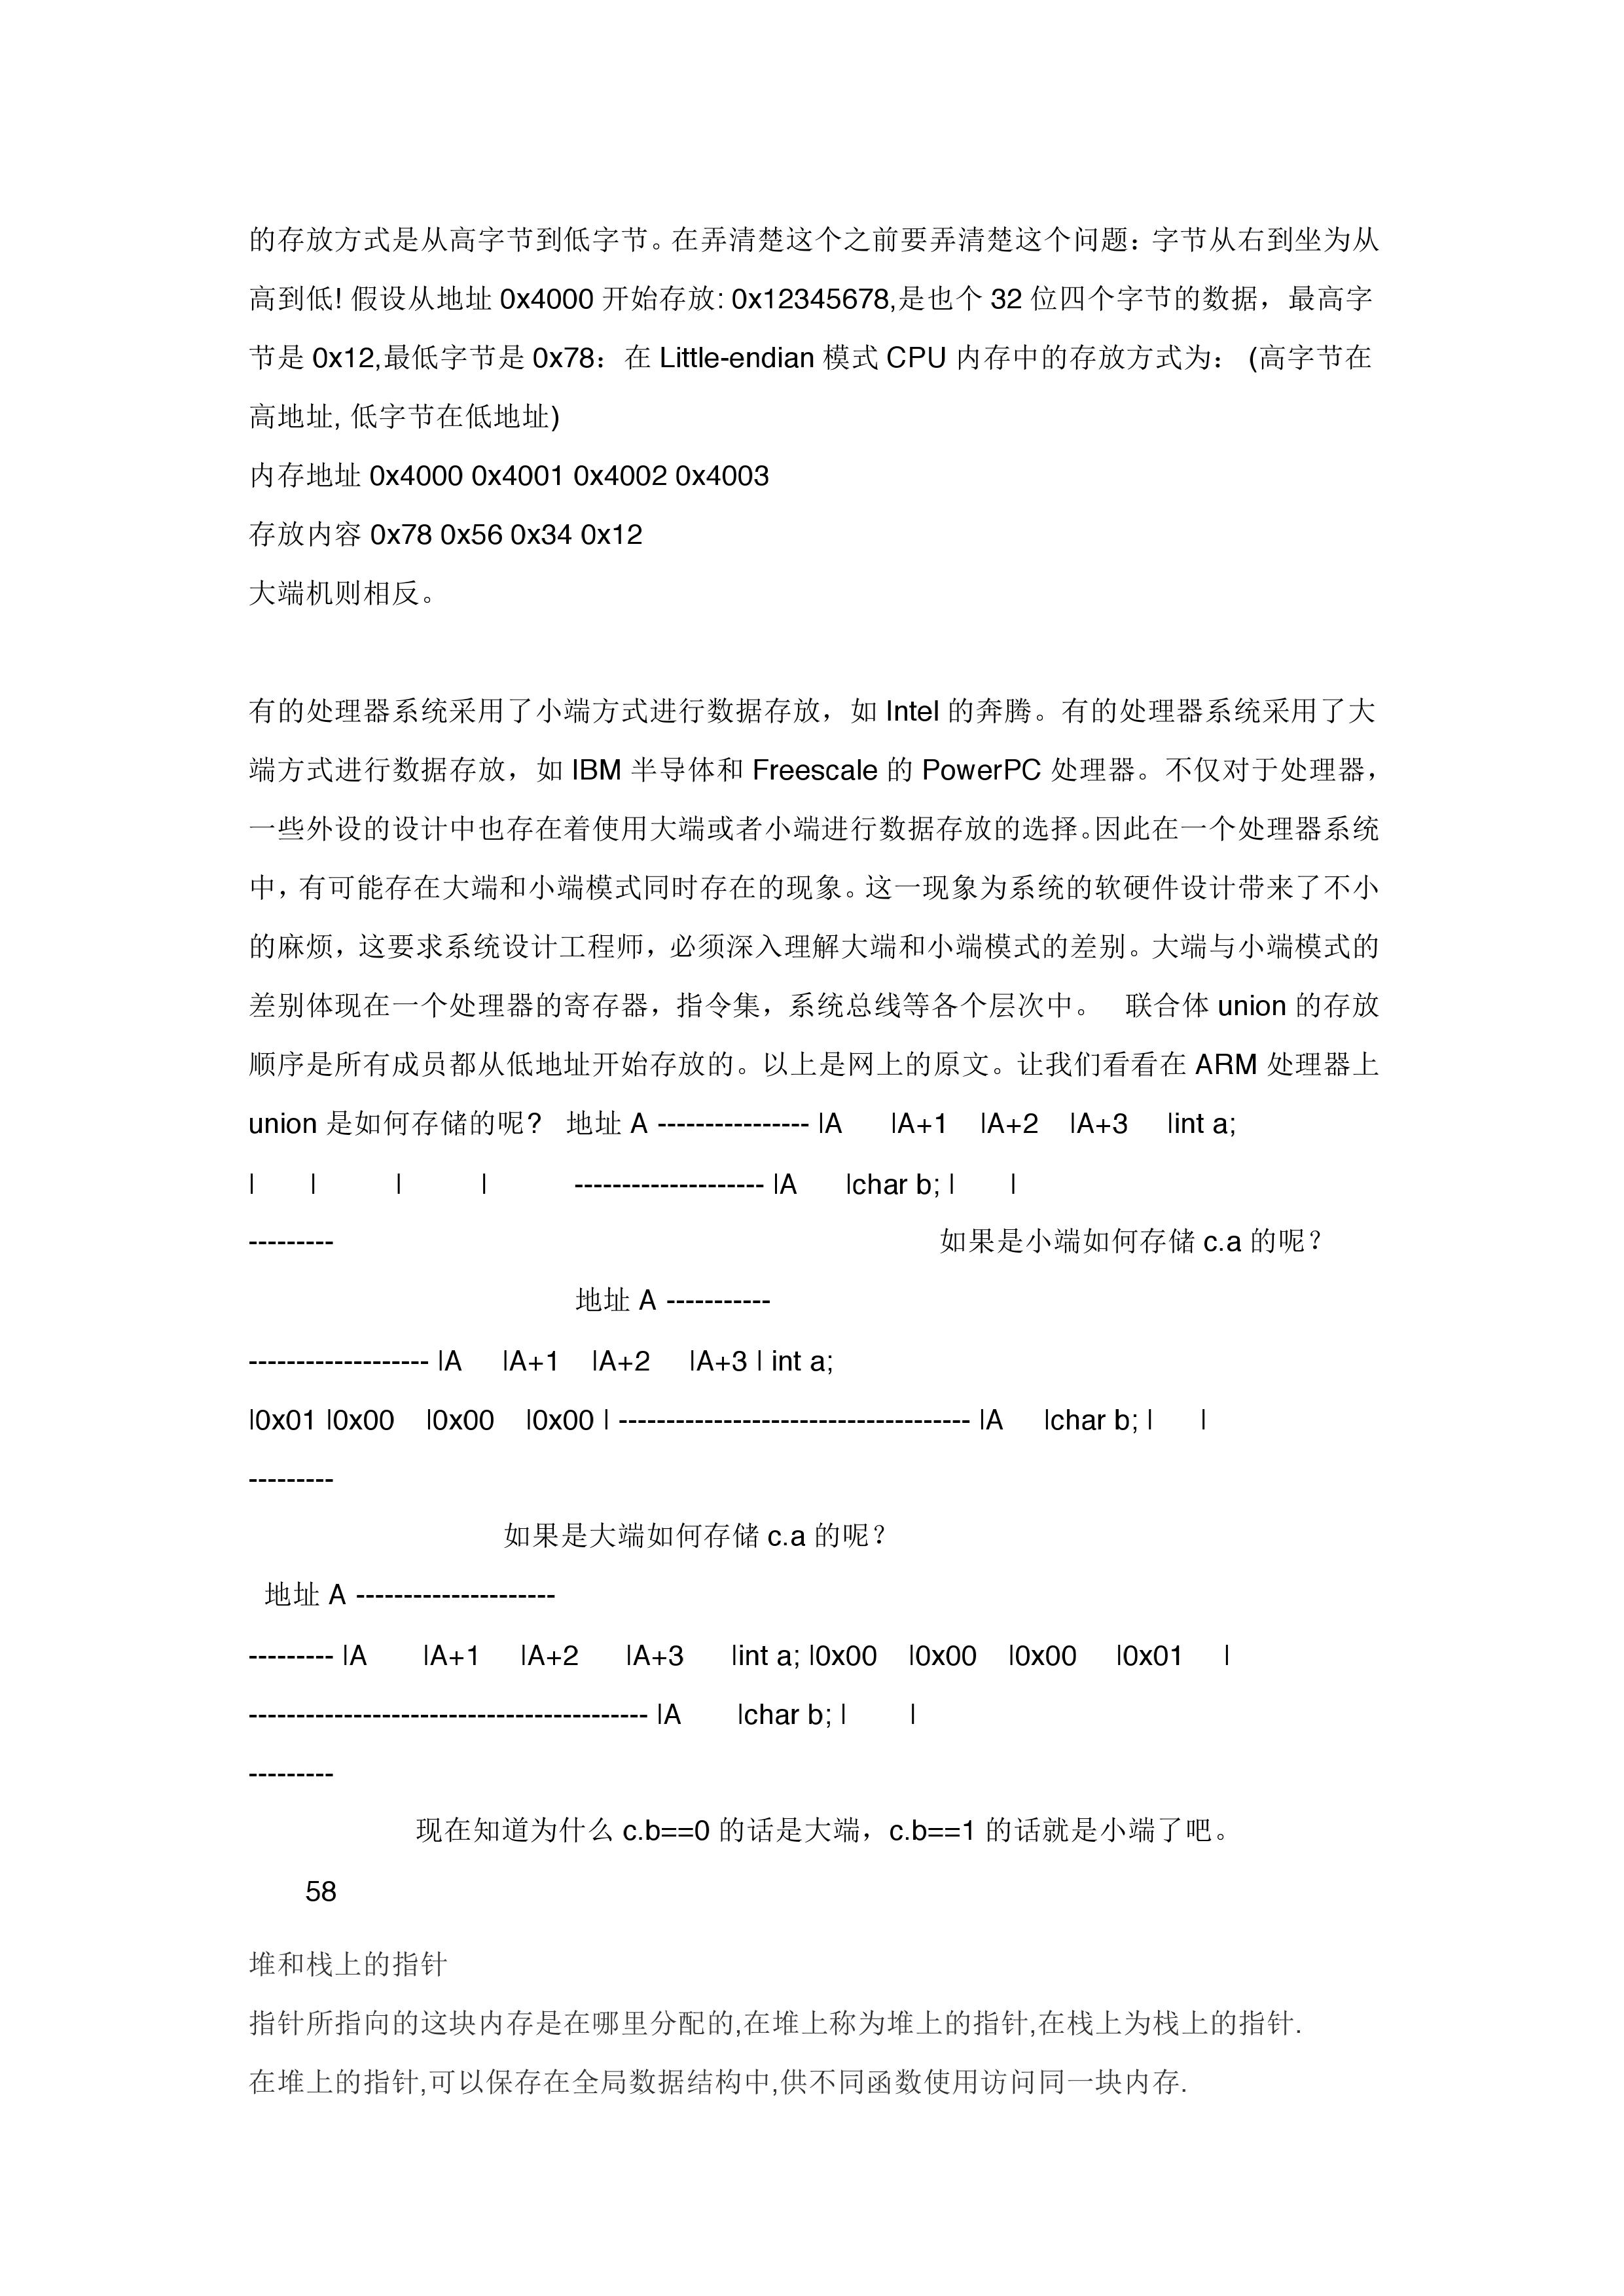 的存放方式是从高字节到低字节。在弄清楚这个之前要弄清楚这个问题：字节从右到坐为从
高到低! 假设从地址 0x4000 开始存放: 0x12345678,是也个 32 位四个字节的数据，最高字
节是 0x12,最低字节是 0x78：在 Little-endian 模式 CPU 内存中的存放方式为： (高字节在
高地址, 低字节在低地址)
内存地址 0x4000 0x4001 0x4002 0x4003
存放内容 0x78 0x56 0x34 0x12
大端机则相反。
有的处理器系统采用了小端方式进行数据存放，如 Intel 的奔腾。有的处理器系统采用了大
端方式进行数据存放，如 IBM 半导体和 Freescale 的 PowerPC 处理器。不仅对于处理器，
一些外设的设计中也存在着使用大端或者小端进行数据存放的选择。因此在一个处理器系统
中，有可能存在大端和小端模式同时存在的现象。这一现象为系统的软硬件设计带来了不小
的麻烦，这要求系统设计工程师，必须深入理解大端和小端模式的差别。大端与小端模式的
差别体现在一个处理器的寄存器，指令集，系统总线等各个层次中。 联合体 union 的存放
顺序是所有成员都从低地址开始存放的。以上是网上的原文。让我们看看在 ARM 处理器上
union 是如何存储的呢？ 地址 A ---------------- |A |A+1 |A+2 |A+3 |int a;
| | | | -------------------- |A |char b; | |
--------- 如果是小端如何存储 c.a 的呢？
地址 A -----------
------------------- |A |A+1 |A+2 |A+3 | int a;
|0x01 |0x00 |0x00 |0x00 | ------------------------------------- |A |char b; | |
---------
如果是大端如何存储 c.a 的呢？
地址 A ---------------------
--------- |A |A+1 |A+2 |A+3 |int a; |0x00 |0x00 |0x00 |0x01 |
------------------------------------------ |A |char b; | |
---------
现在知道为什么 c.b==0 的话是大端，c.b==1 的话就是小端了吧。
58
堆和栈上的指针
指针所指向的这块内存是在哪里分配的,在堆上称为堆上的指针,在栈上为栈上的指针.
在堆上的指针,可以保存在全局数据结构中,供不同函数使用访问同一块内存.